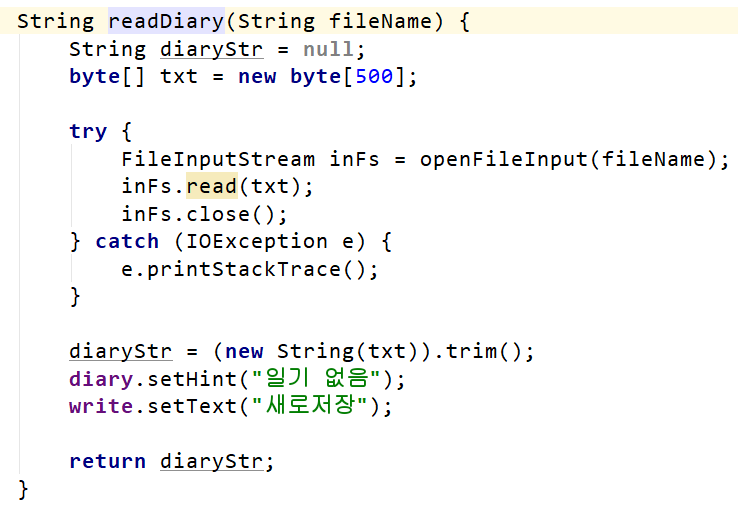 String readDiary(String fileName) {
    String diaryStr = null;
    byte[] txt = new byte[500];

    try {
        FileInputStream inFs = openFileInput(fileName);
        inFs.read(txt);
        inFs.close();
    } catch (IOException e) {
        e.printStackTrace();
    }

    diaryStr = (new String(txt)).trim();
    diary.setHint("일기 없음");
    write.setText("새로저장");

    return diaryStr;
}